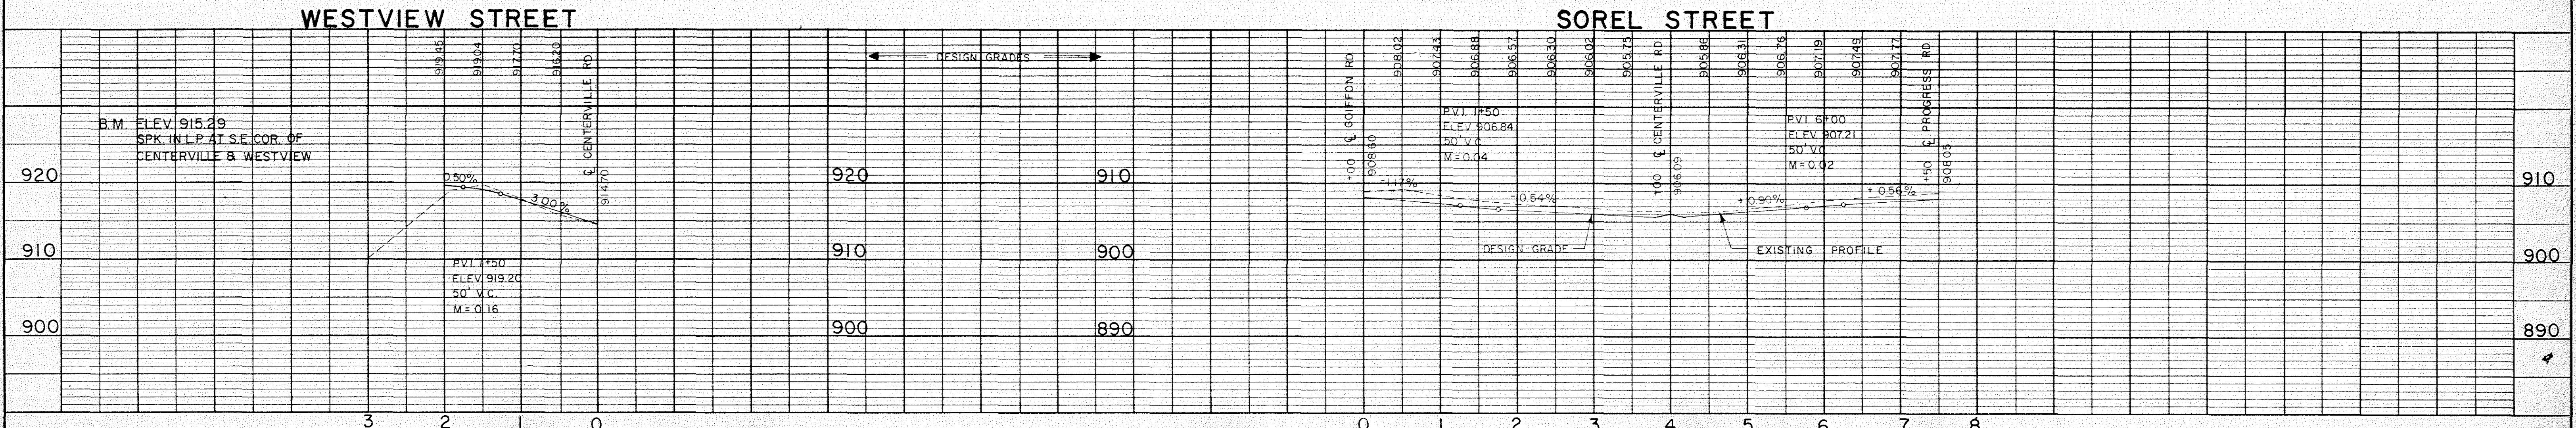 WESTVIEW STREET
SOREL STREET
919.45
919.04
917.70
916.20
℄ CENTERVILLE RD
914.70
DESIGN GRADES
B.M. ELEV. 915.29
SPK. IN L.P. AT S.E. COR. OF
CENTERVILLE & WESTVIEW
0.50%
3.00%
P.V.I. 1+50
ELEV. 919.20
50' V.C.
M = 0.16
920
910
900
920
910
900
910
900
890
+00 ℄ GOIFFON RD
908.60
908.02
907.43
906.88
906.57
906.30
906.02
905.75
+00 ℄ CENTERVILLE RD
906.09
905.86
906.31
906.76
907.19
907.49
907.77
+50 ℄ PROGRESS RD
908.05
P.V.I. 1+50
ELEV. 906.84
50' V.C.
M = 0.04
P.V.I. 6+00
ELEV. 907.21
50' V.C.
M = 0.02
-1.17%
-0.54%
+0.90%
+0.56%
DESIGN GRADE
EXISTING PROFILE
910
900
890
3 2 1 0
0 1 2 3 4 5 6 7 8